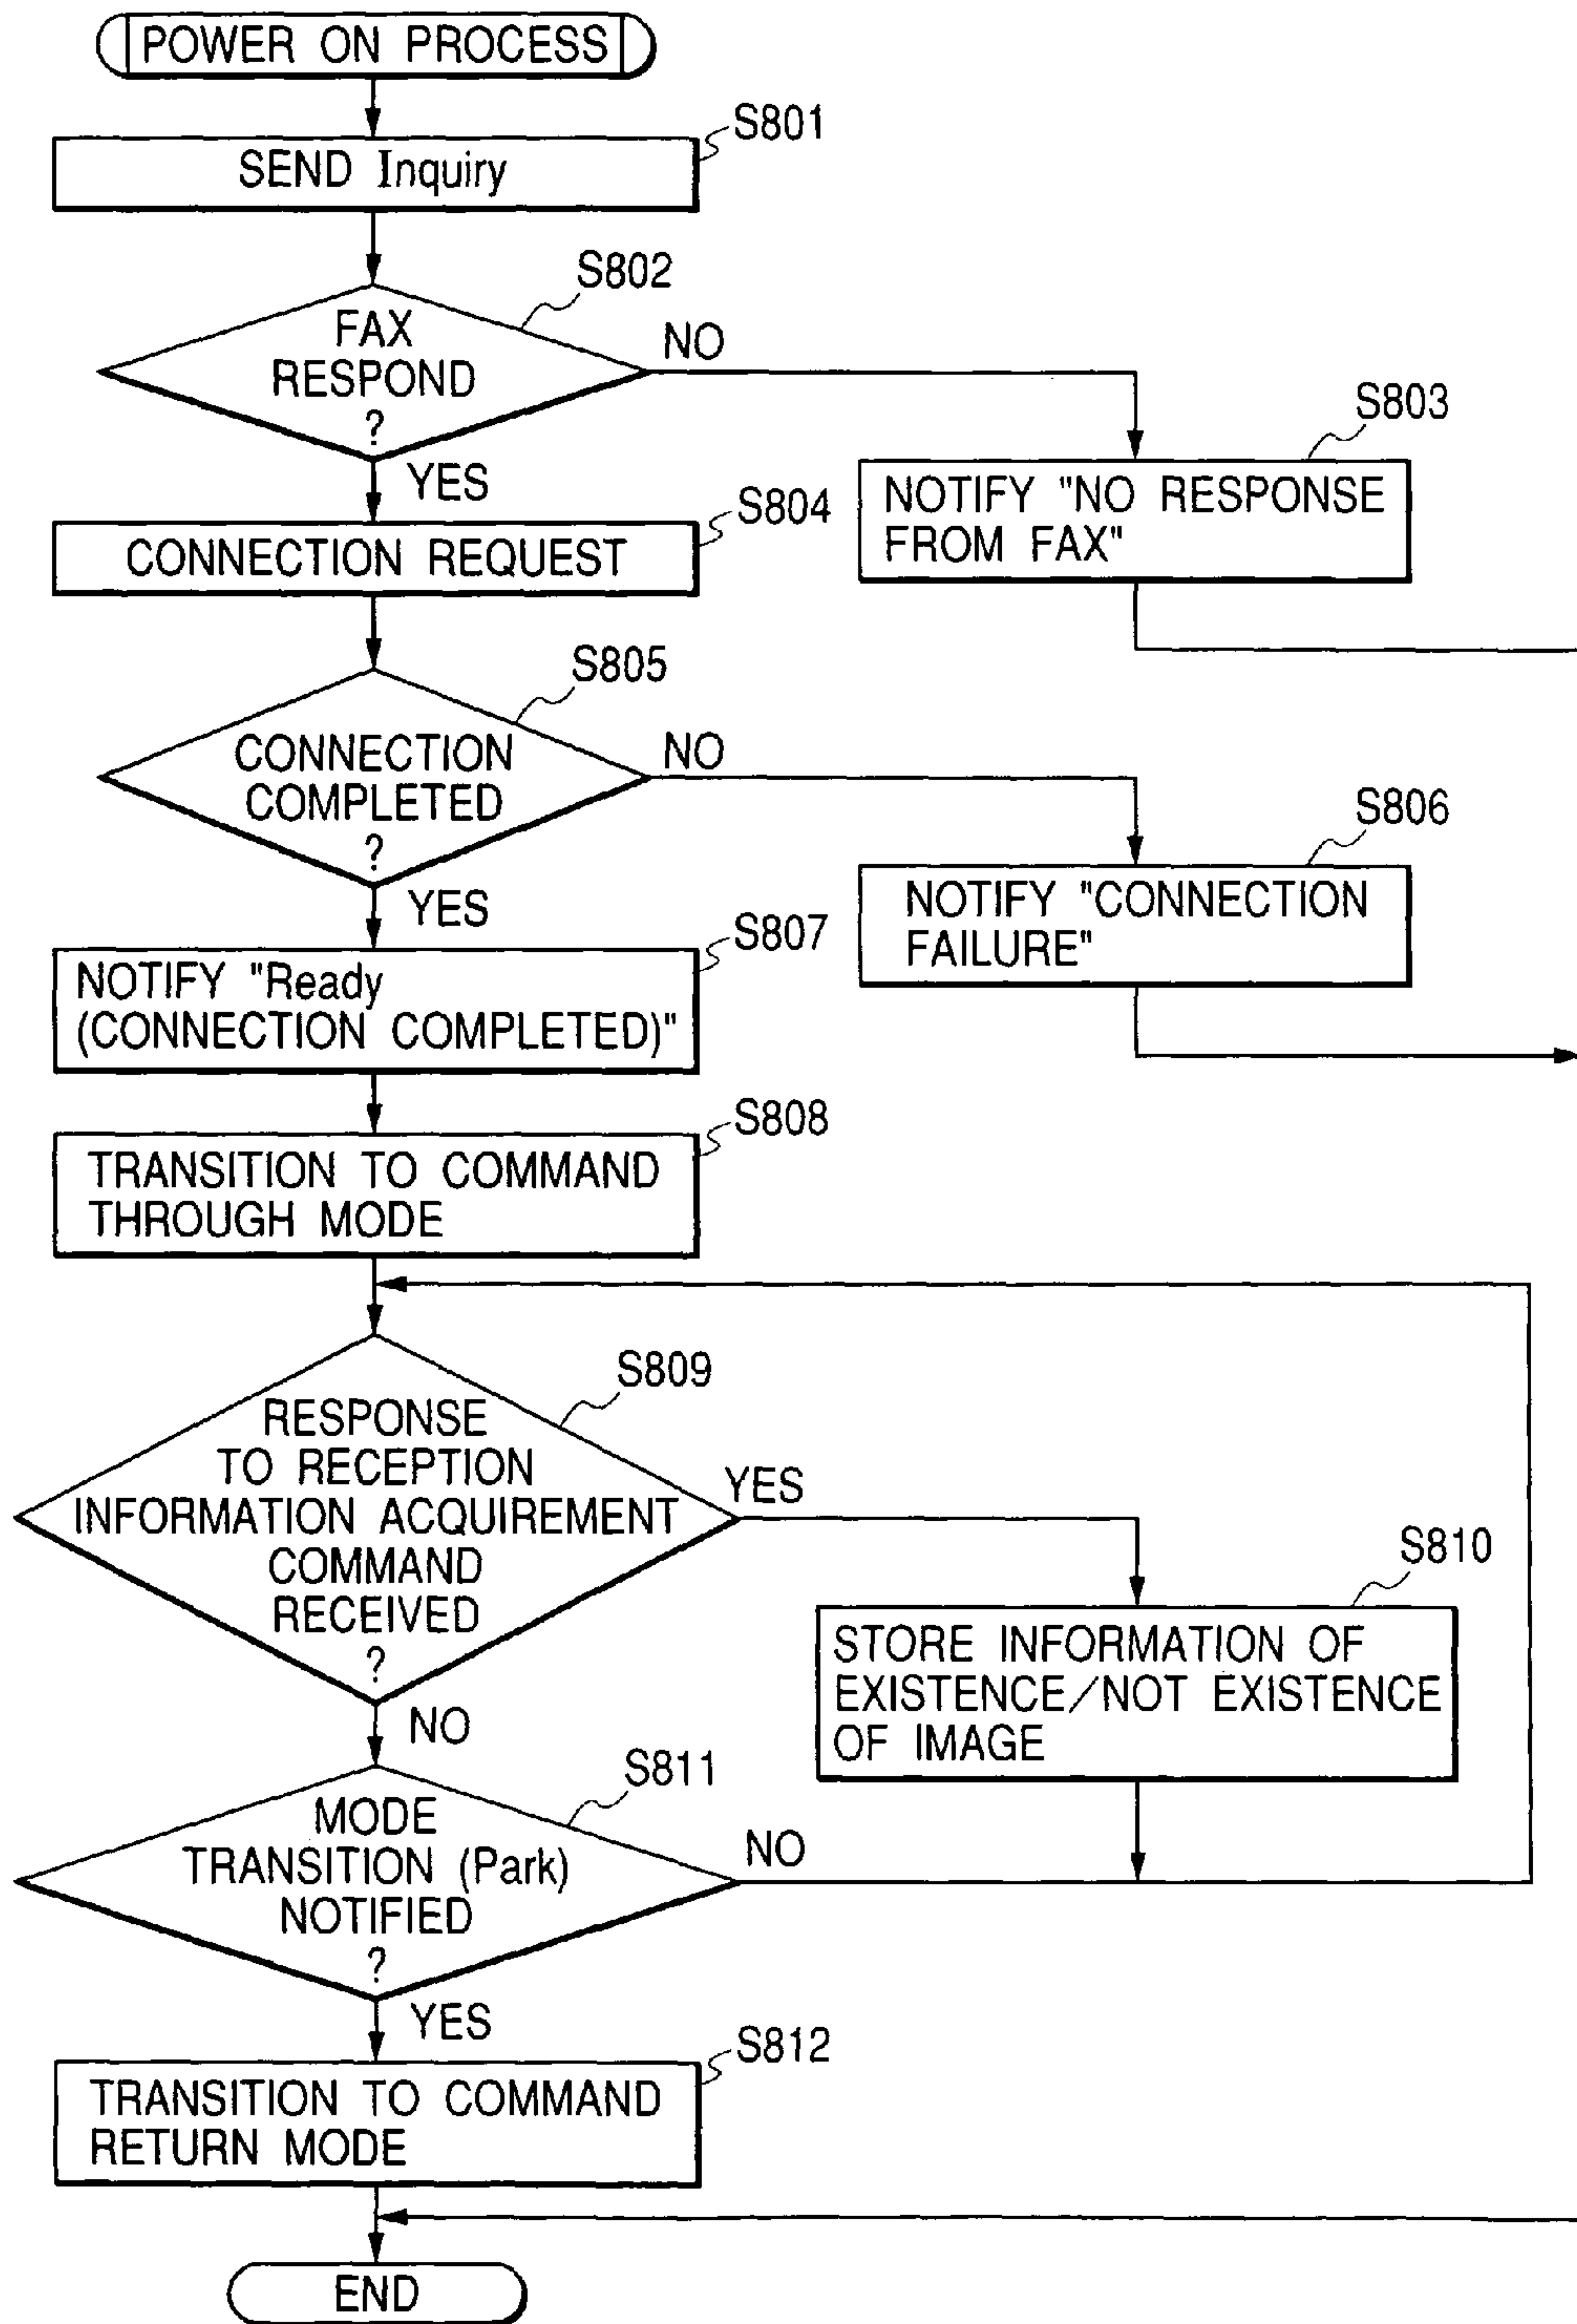 POWER ON PROCESS
S801
SEND Inquiry
S802
FAX
RESPOND
?
NO
YES
S803
NOTIFY "NO RESPONSE
FROM FAX"
S804
CONNECTION REQUEST
S805
CONNECTION
COMPLETED
?
NO
YES
S806
NOTIFY "CONNECTION
FAILURE"
S807
NOTIFY "Ready
(CONNECTION COMPLETED)"
S808
TRANSITION TO COMMAND
THROUGH MODE
S809
RESPONSE
TO RECEPTION
INFORMATION ACQUIREMENT
COMMAND
RECEIVED
?
YES
NO
S810
STORE INFORMATION OF
EXISTENCE/NOT EXISTENCE
OF IMAGE
S811
MODE
TRANSITION (Park)
NOTIFIED
?
NO
YES
S812
TRANSITION TO COMMAND
RETURN MODE
END